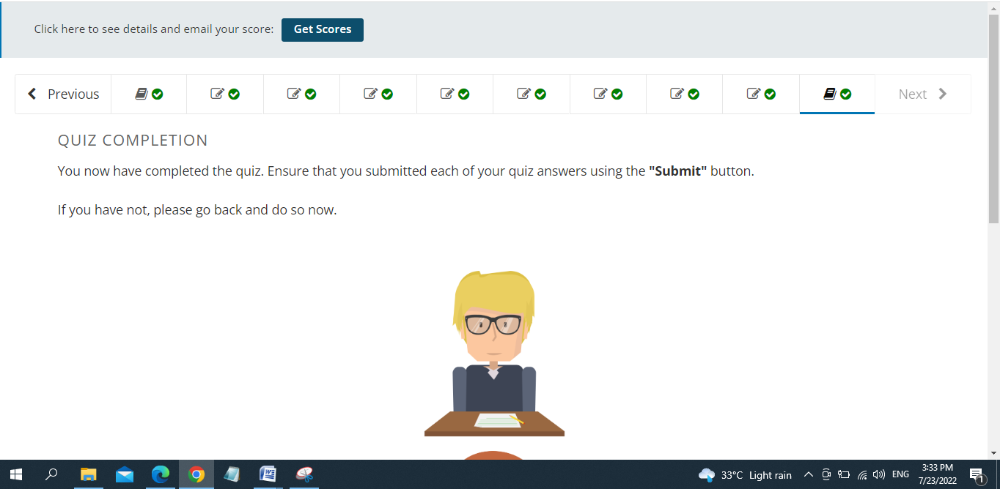 Click here to see details and email your score: Get Scores
Previous
Next
QUIZ COMPLETION
You now have completed the quiz. Ensure that you submitted each of your quiz answers using the "Submit" button.
If you have not, please go back and do so now.
33°C Light rain
ENG
3:33 PM
7/23/2022
1